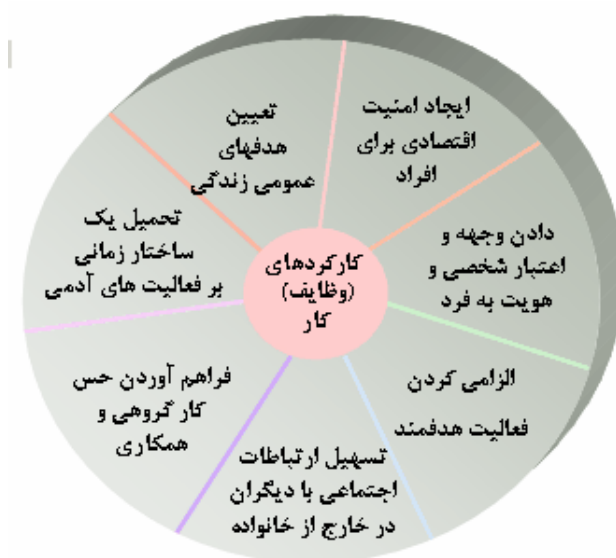 کارکردهای
(وظایف)
کار
ایجاد امنیت
اقتصادی برای
افراد
دادن وجهه و
اعتبار شخصی و
هویت به فرد
الزامی کردن
فعالیت هدفمند
تسهیل ارتباطات
اجتماعی با دیگران
در خارج از خانواده
فراهم آوردن حس
کار گروهی و
همکاری
تحمیل یک
ساختار زمانی
بر فعالیت های آدمی
تعیین
هدفهای
عمومی زندگی